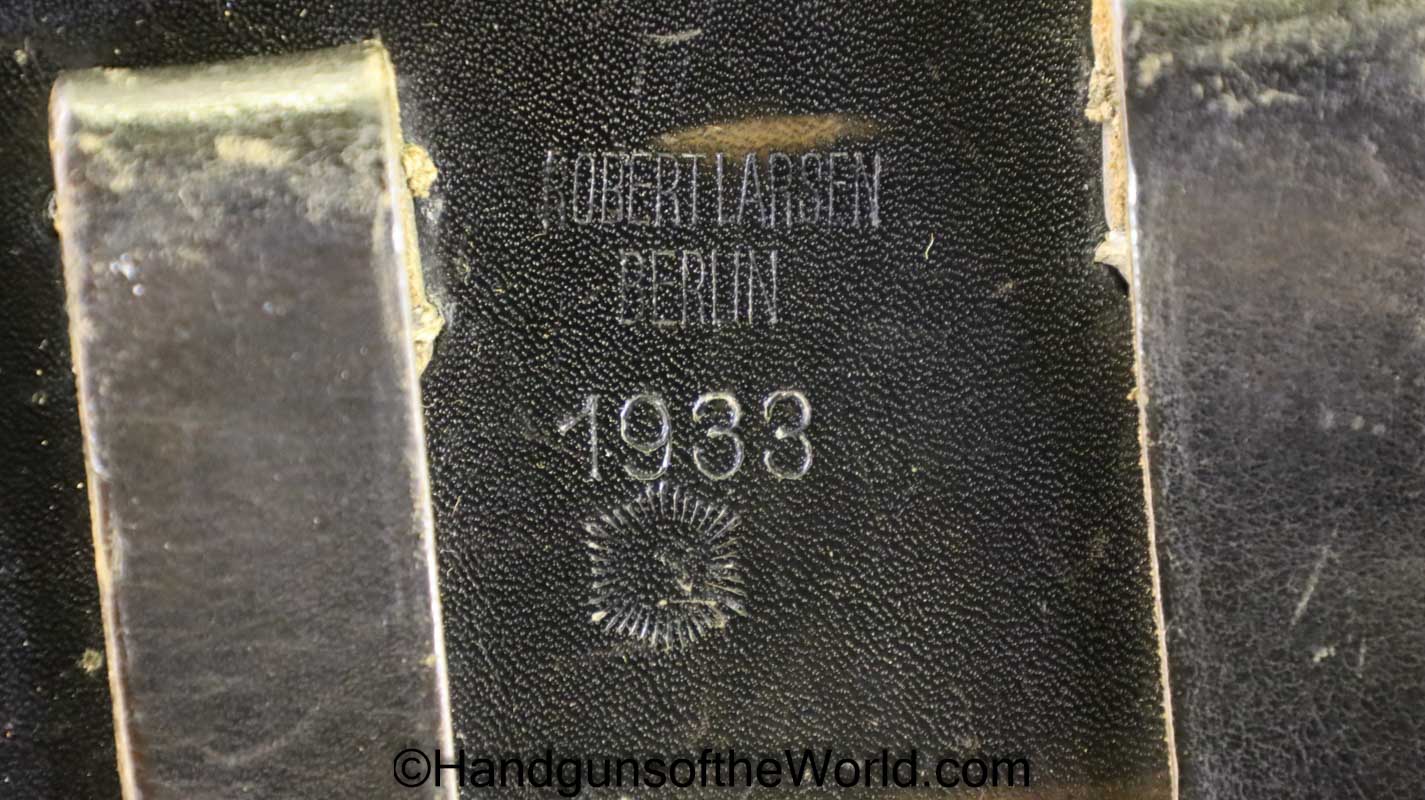 ROBERT LARSEN
BERLIN
1933
©HandgunsoftheWorld.com